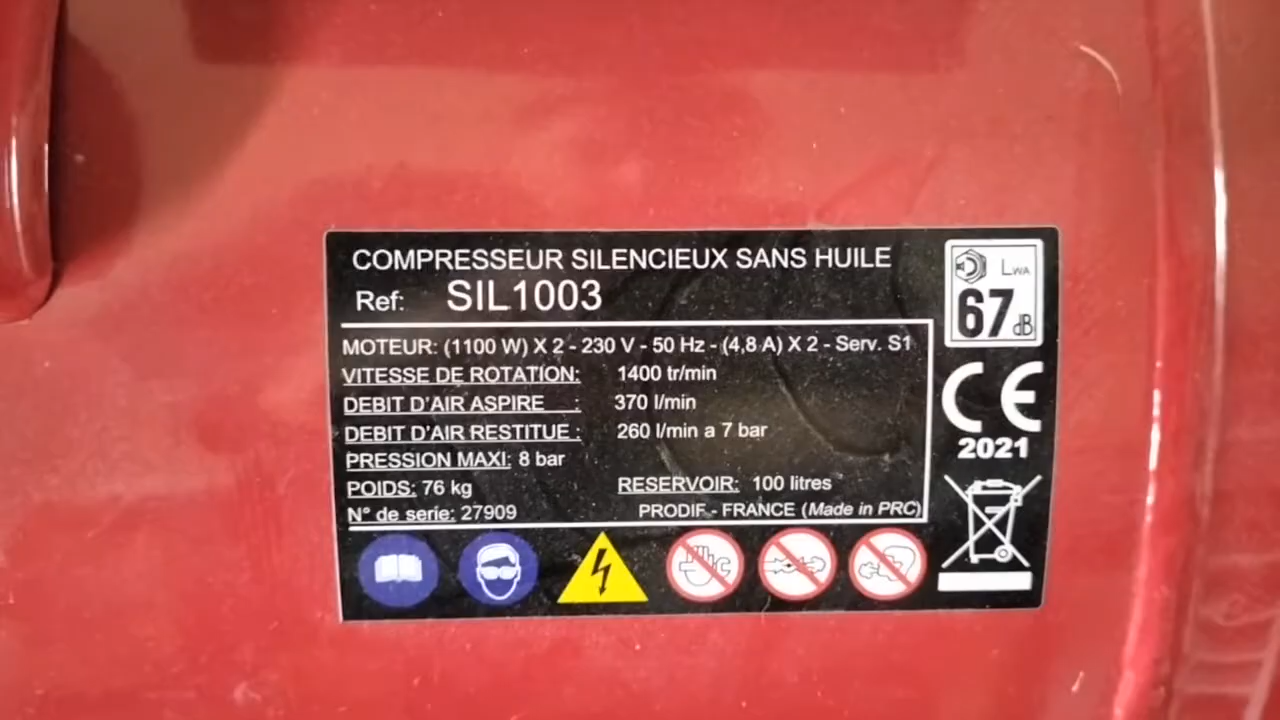 COMPRESSEUR SILENCIEUX SANS HUILE
Ref: SIL1003
LWA
67 dB
MOTEUR: (1100 W) X 2 - 230 V - 50 Hz - (4,8 A) X 2 - Serv. S1
VITESSE DE ROTATION: 1400 tr/min
DEBIT D'AIR ASPIRE : 370 l/min
DEBIT D'AIR RESTITUE : 260 l/min a 7 bar
PRESSION MAXI: 8 bar
POIDS: 76 kg
RESERVOIR: 100 litres
N° de serie: 27909
PRODIF - FRANCE (Made in PRC)
CE
2021